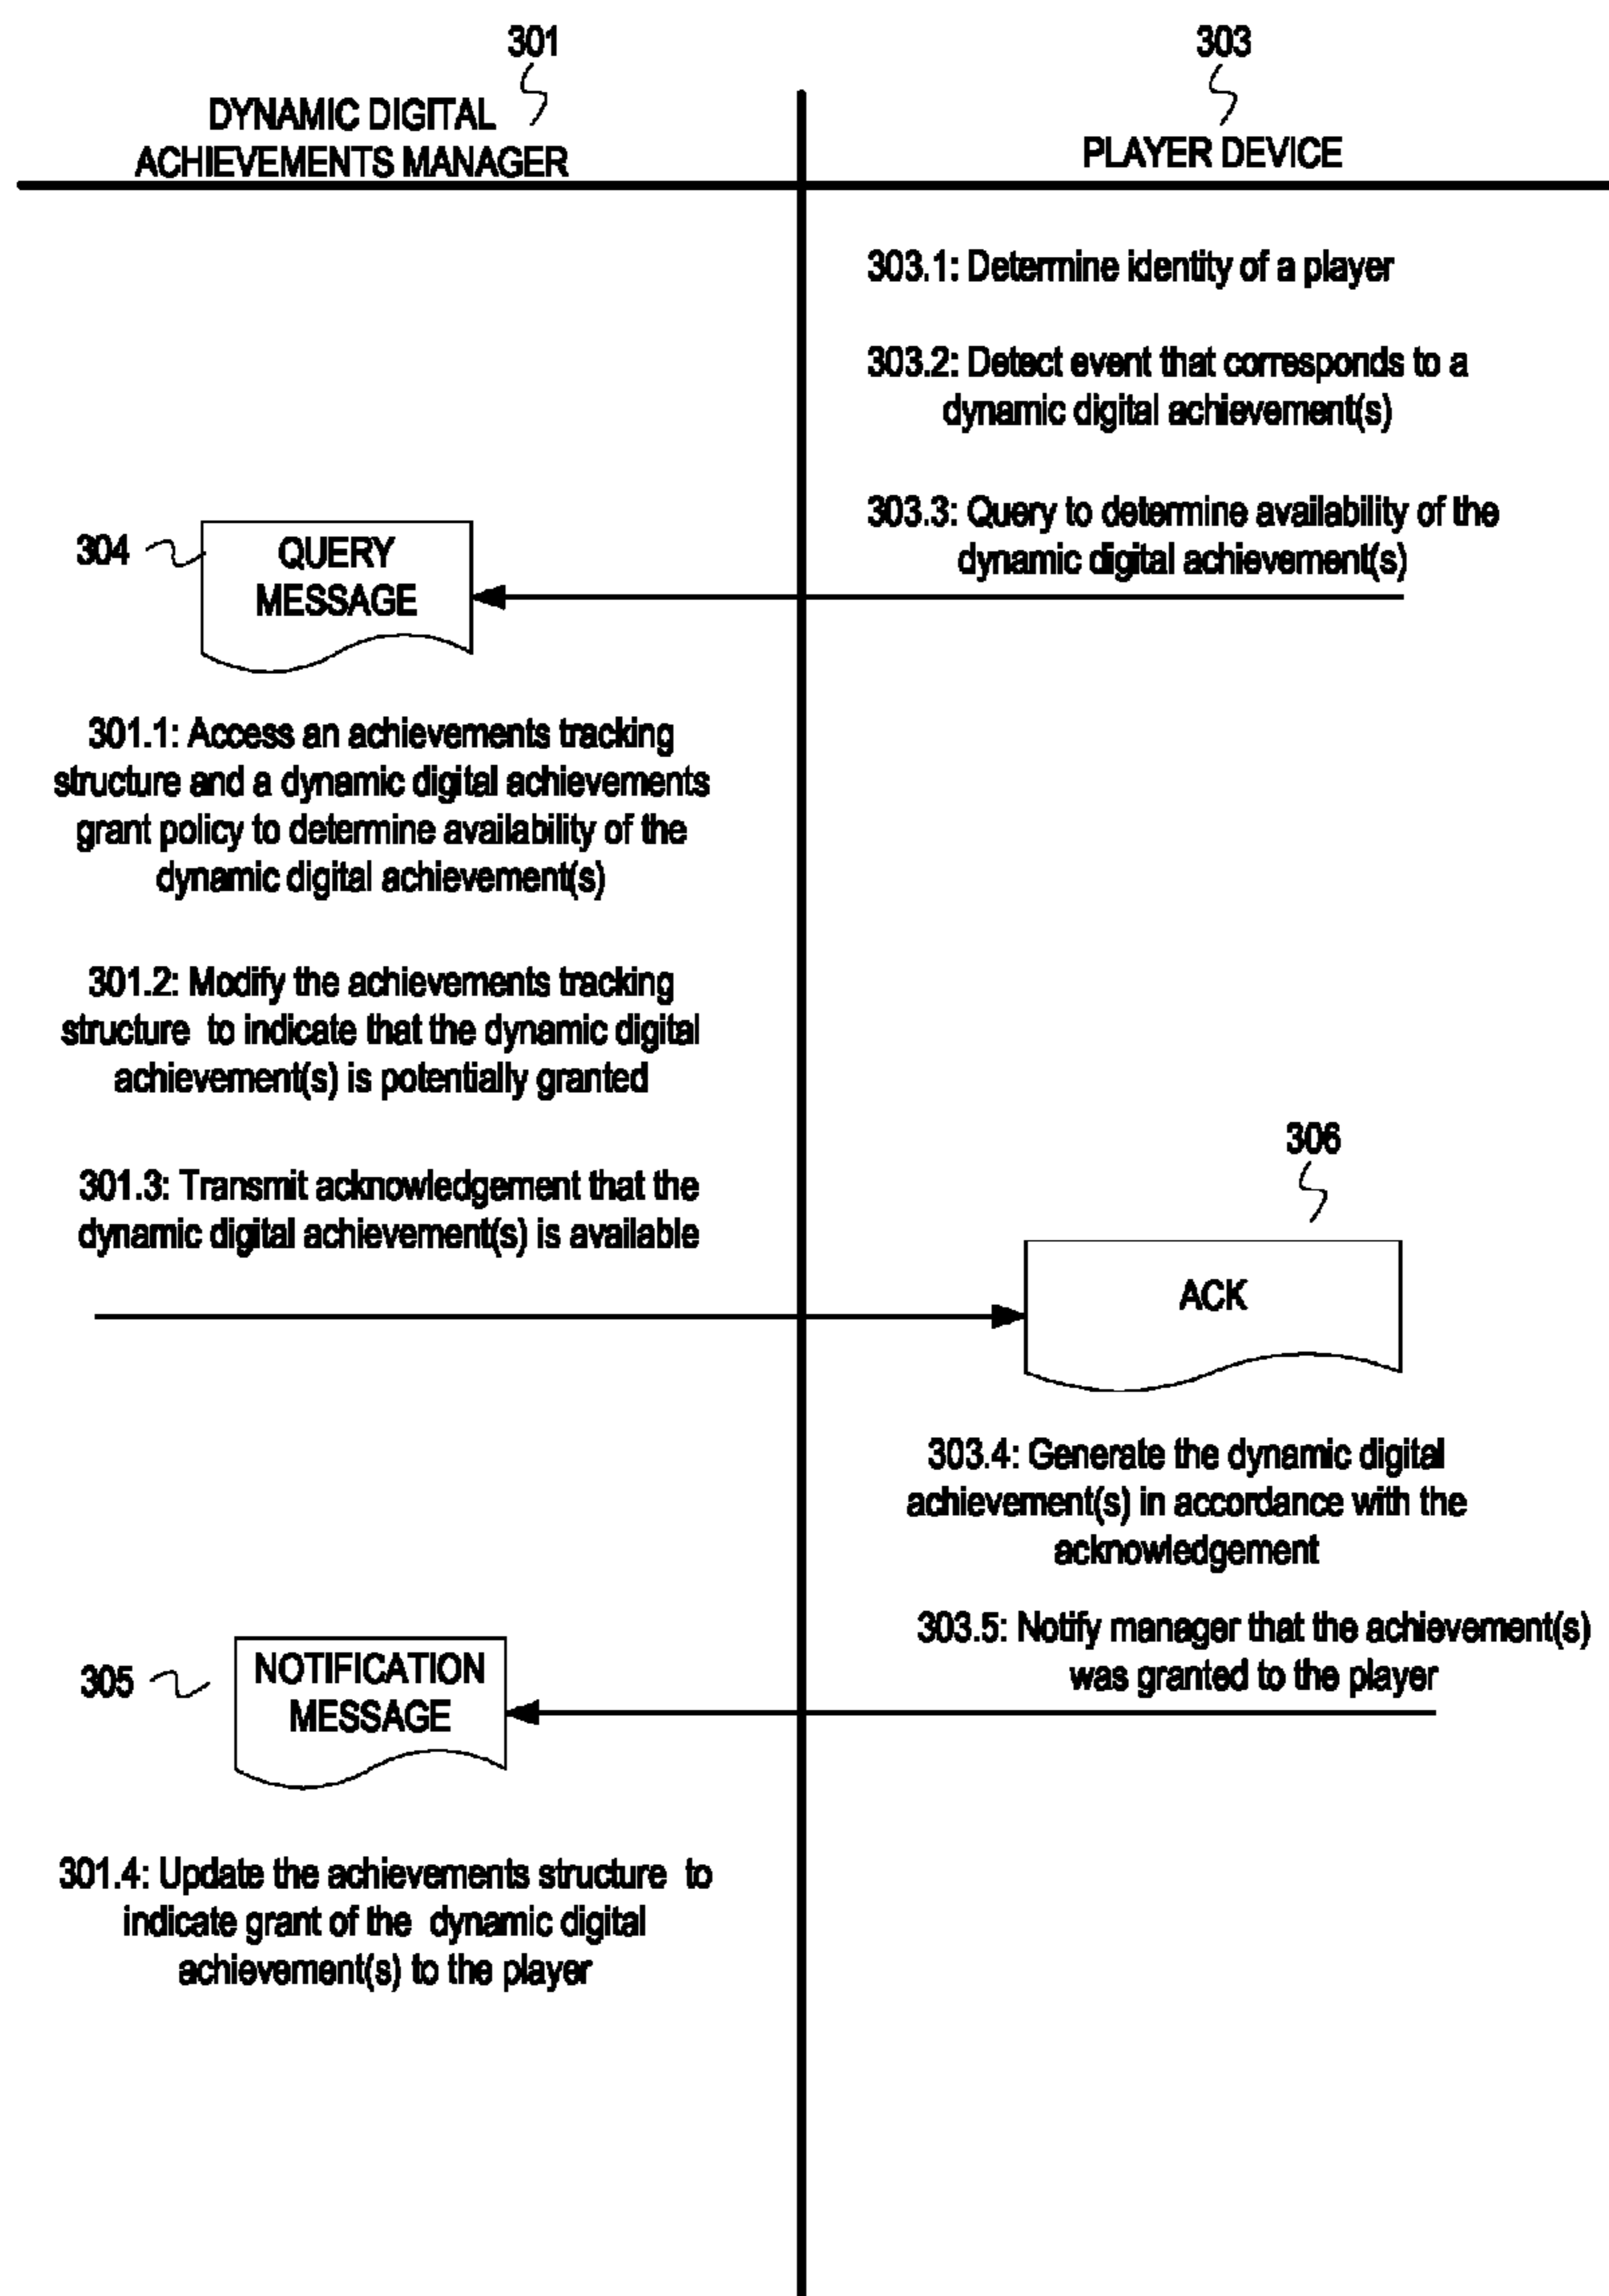 301
DYNAMIC DIGITAL
ACHIEVEMENTS MANAGER
303
PLAYER DEVICE
303.1: Determine identity of a player
303.2: Detect event that corresponds to a
dynamic digital achievement(s)
303.3: Query to determine availability of the
dynamic digital achievement(s)
304
QUERY
MESSAGE
301.1: Access an achievements tracking
structure and a dynamic digital achievements
grant policy to determine availability of the
dynamic digital achievement(s)
301.2: Modify the achievements tracking
structure to indicate that the dynamic digital
achievement(s) is potentially granted
301.3: Transmit acknowledgement that the
dynamic digital achievement(s) is available
306
ACK
303.4: Generate the dynamic digital
achievement(s) in accordance with the
acknowledgement
303.5: Notify manager that the achievement(s)
was granted to the player
305
NOTIFICATION
MESSAGE
301.4: Update the achievements structure to
indicate grant of the dynamic digital
achievement(s) to the player